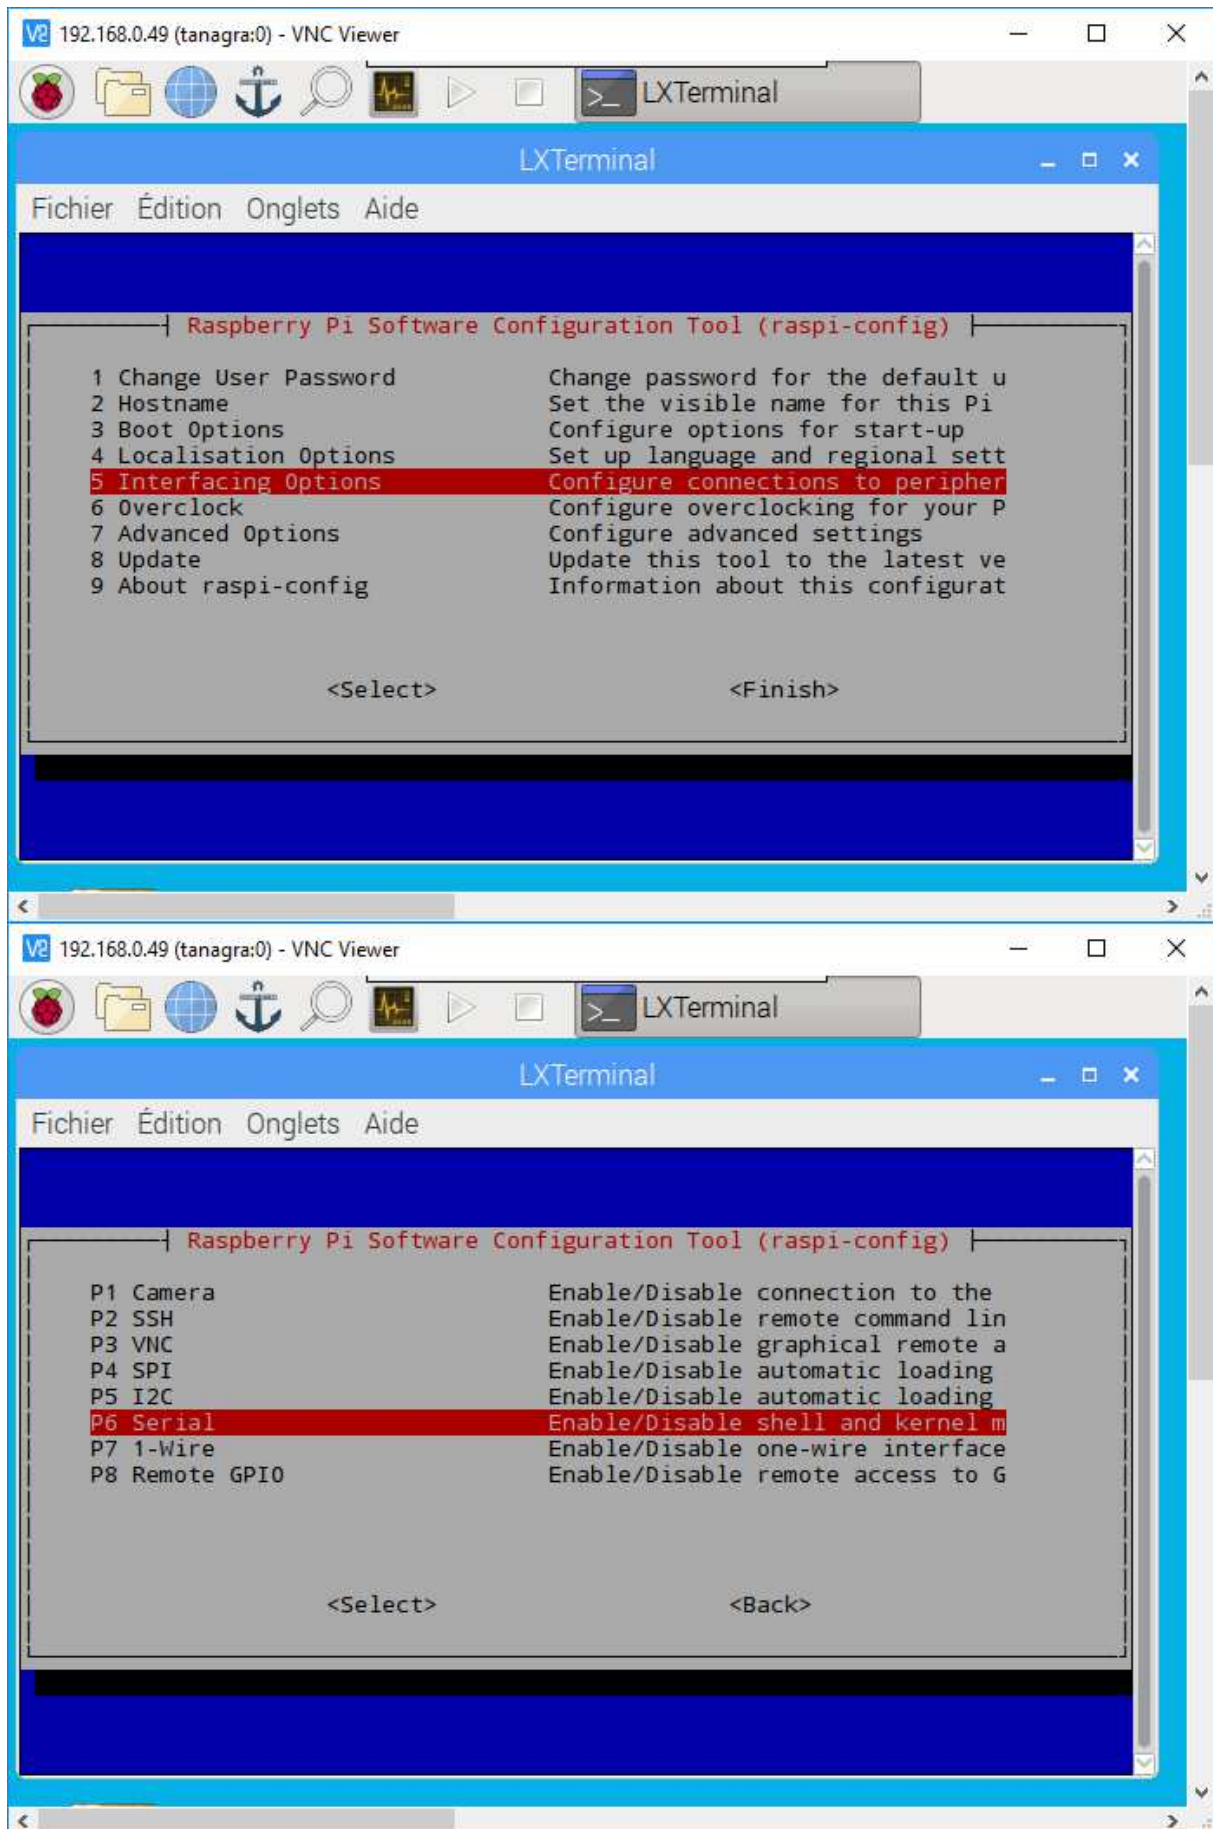 192.168.0.49 (tanagra:0) - VNC Viewer
LXTerminal
LXTerminal
Fichier Édition Onglets Aide
Raspberry Pi Software Configuration Tool (raspi-config)
1 Change User Password Change password for the default u
2 Hostname Set the visible name for this Pi
3 Boot Options Configure options for start-up
4 Localisation Options Set up language and regional sett
5 Interfacing Options Configure connections to peripher
6 Overclock Configure overclocking for your P
7 Advanced Options Configure advanced settings
8 Update Update this tool to the latest ve
9 About raspi-config Information about this configurat
<Select> <Finish>
192.168.0.49 (tanagra:0) - VNC Viewer
LXTerminal
LXTerminal
Fichier Édition Onglets Aide
Raspberry Pi Software Configuration Tool (raspi-config)
P1 Camera Enable/Disable connection to the
P2 SSH Enable/Disable remote command lin
P3 VNC Enable/Disable graphical remote a
P4 SPI Enable/Disable automatic loading
P5 I2C Enable/Disable automatic loading
P6 Serial Enable/Disable shell and kernel m
P7 1-Wire Enable/Disable one-wire interface
P8 Remote GPIO Enable/Disable remote access to G
<Select> <Back>